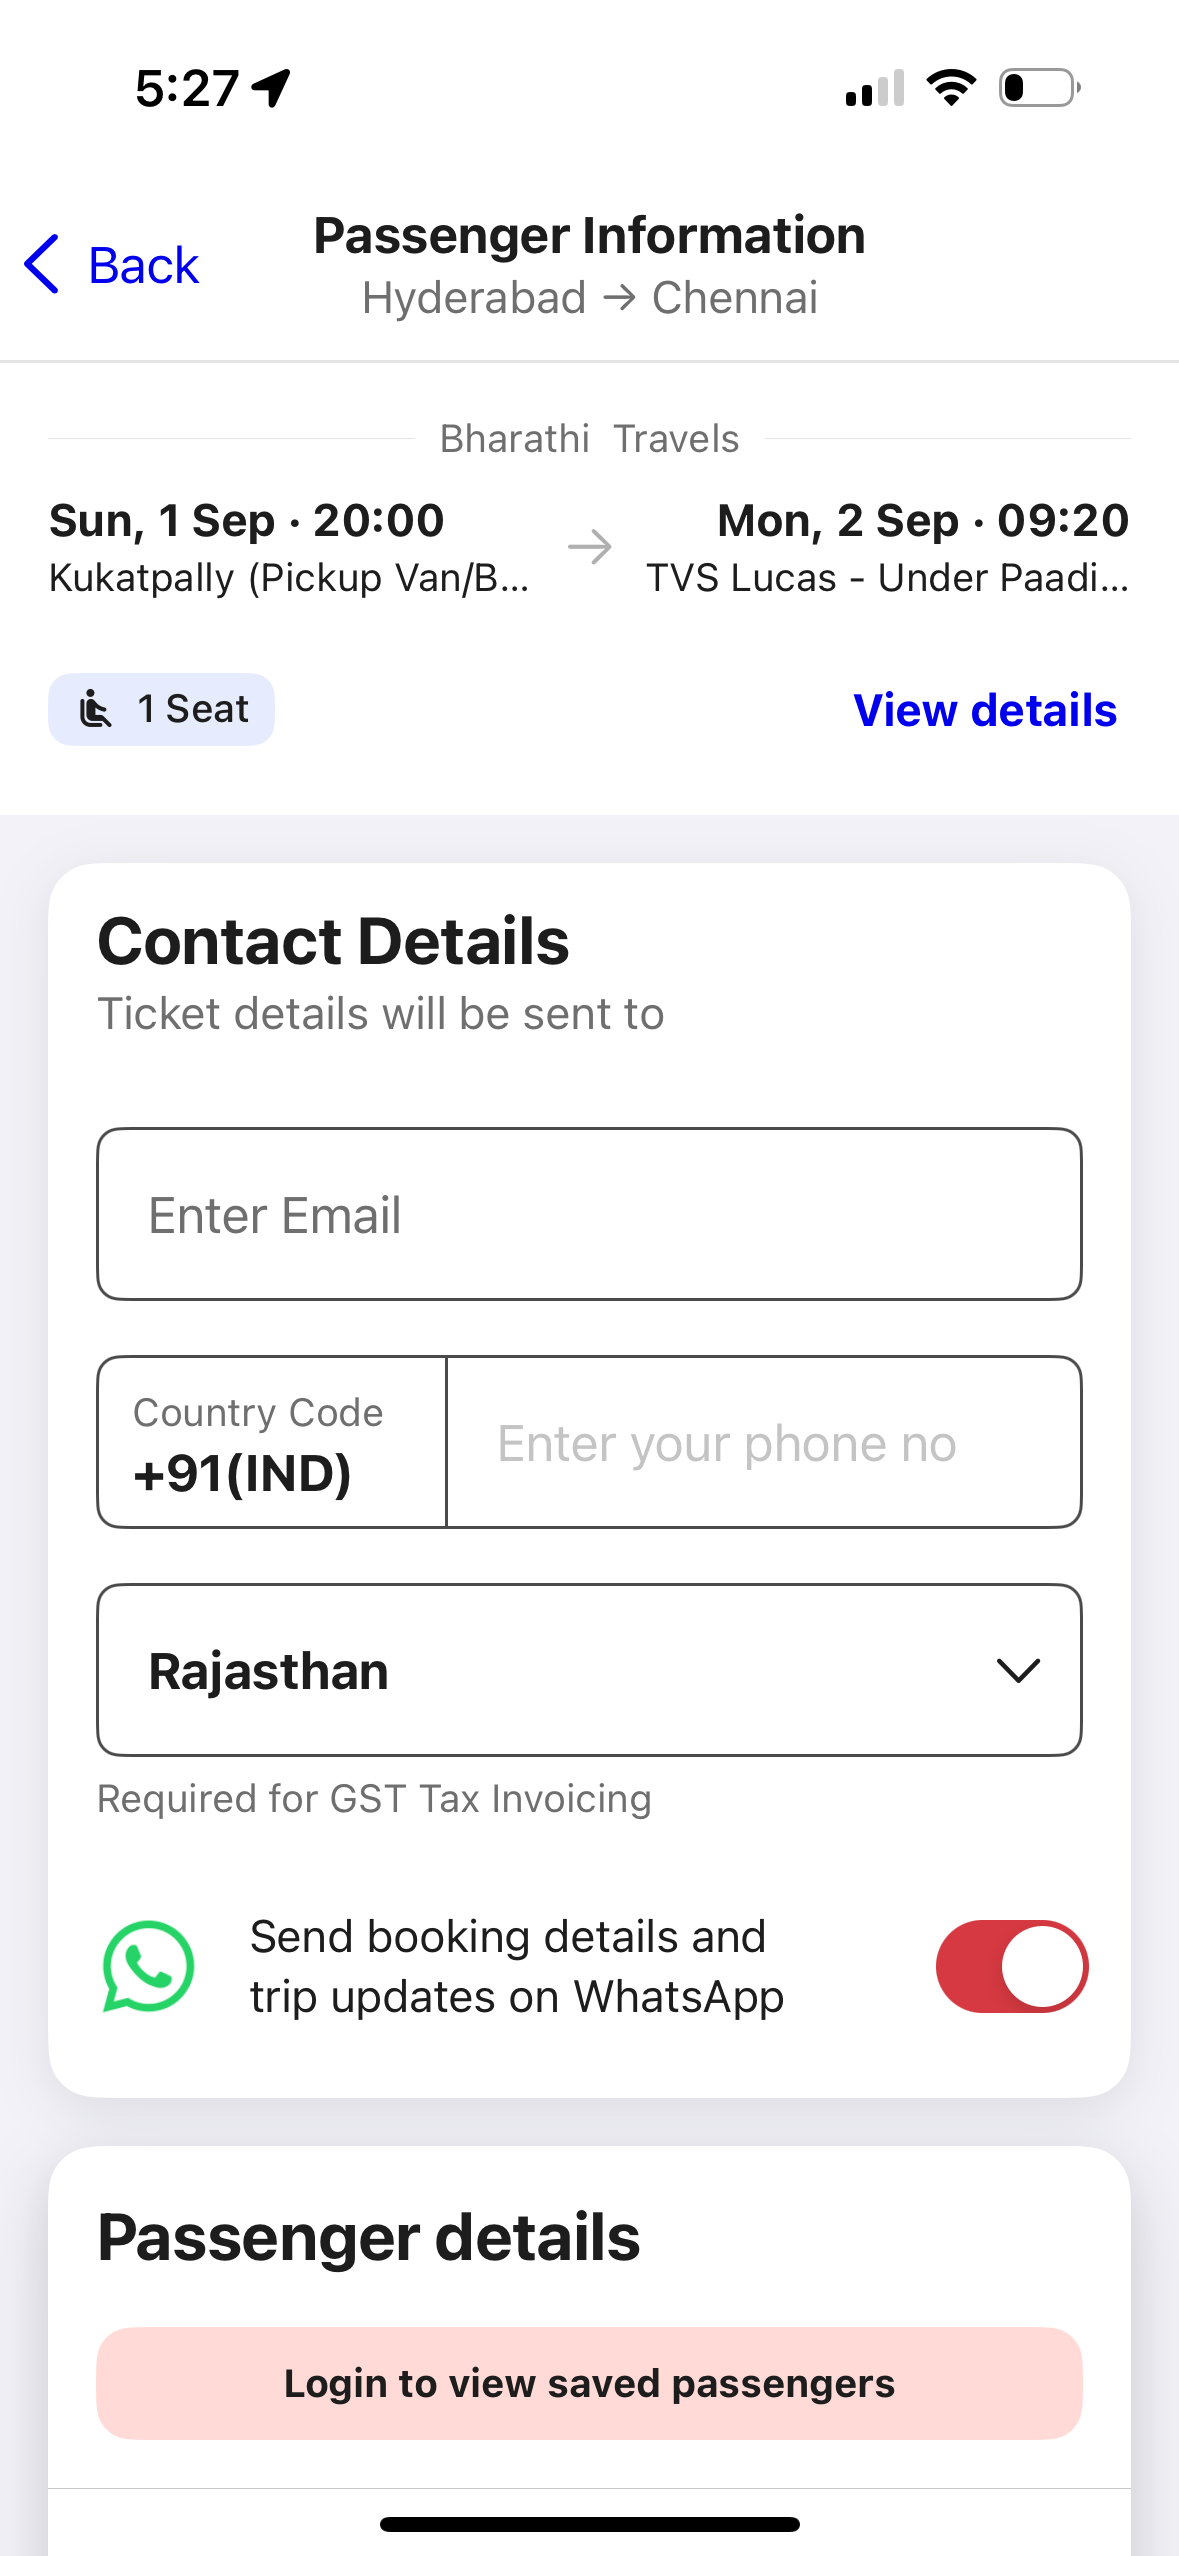 5:27
Back
Passenger Information
Hyderabad → Chennai
Bharathi Travels
Sun, 1 Sep · 20:00
Kukatpally (Pickup Van/B...
Mon, 2 Sep · 09:20
TVS Lucas - Under Paadi...
1 Seat
View details
Contact Details
Ticket details will be sent to
Enter Email
Country Code
+91(IND)
Enter your phone no
Rajasthan
Required for GST Tax Invoicing
Send booking details and
trip updates on WhatsApp
Passenger details
Login to view saved passengers